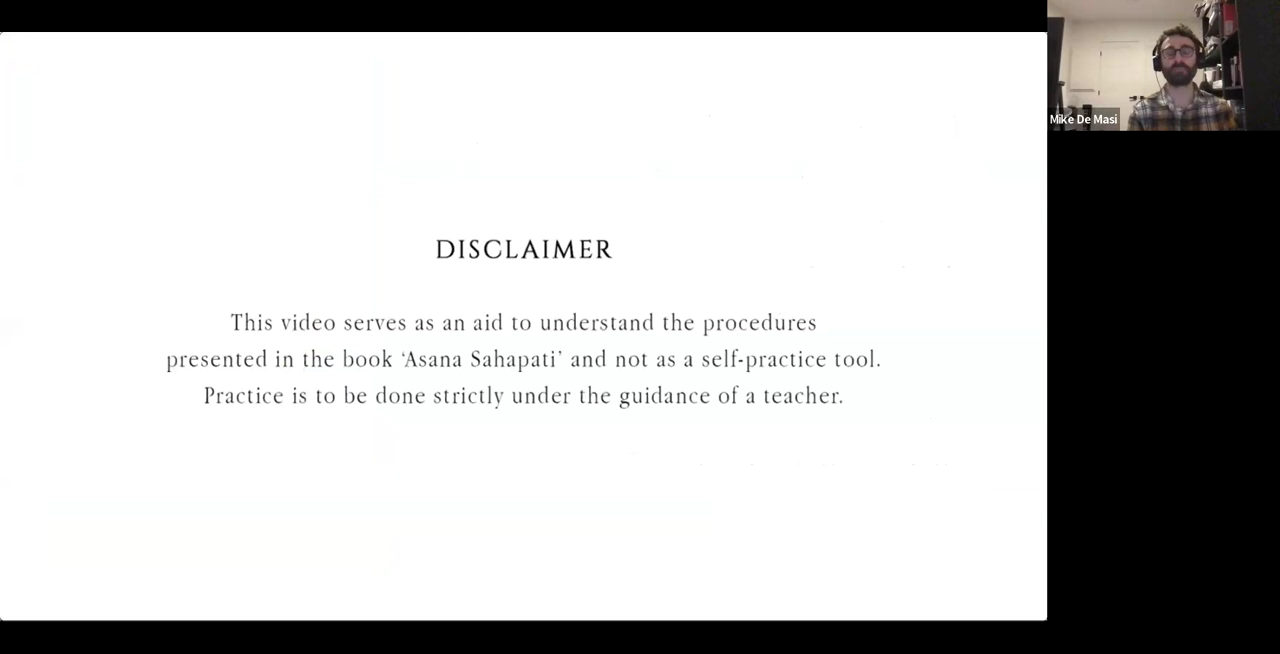 DISCLAIMER
This video serves as an aid to understand the procedures
presented in the book ‘Asana Sahapati’ and not as a self-practice tool.
Practice is to be done strictly under the guidance of a teacher.
Mike De Masi